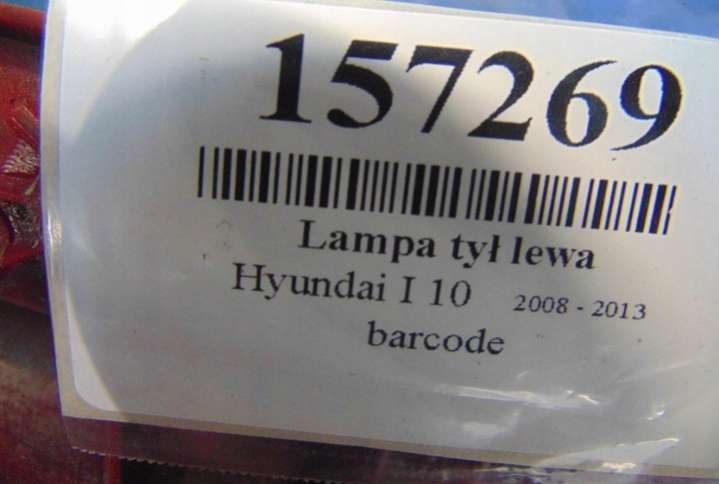 157269
Lampa tył lewa
Hyundai I 10 2008 - 2013
barcode